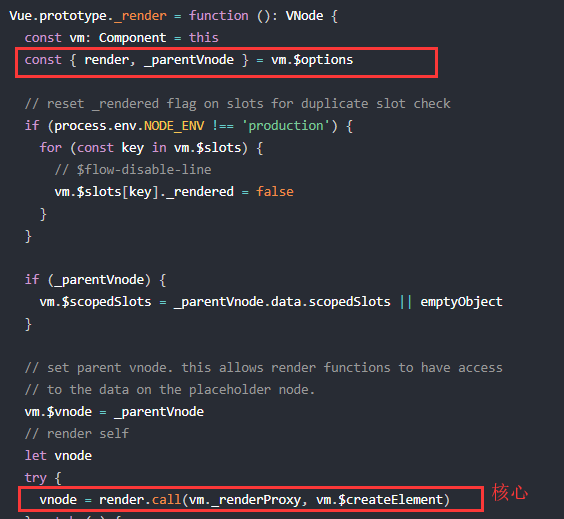 Vue.prototype._render = function (): VNode {
const vm: Component = this
const { render, _parentVnode } = vm.$options
// reset _rendered flag on slots for duplicate slot check
if (process.env.NODE_ENV !== 'production') {
for (const key in vm.$slots) {
// $flow-disable-line
vm.$slots[key]._rendered = false
}
}
if (_parentVnode) {
vm.$scopedSlots = _parentVnode.data.scopedSlots || emptyObject
}
// set parent vnode. this allows render functions to have access
// to the data on the placeholder node.
vm.$vnode = _parentVnode
// render self
let vnode
try {
vnode = render.call(vm._renderProxy, vm.$createElement) 核心